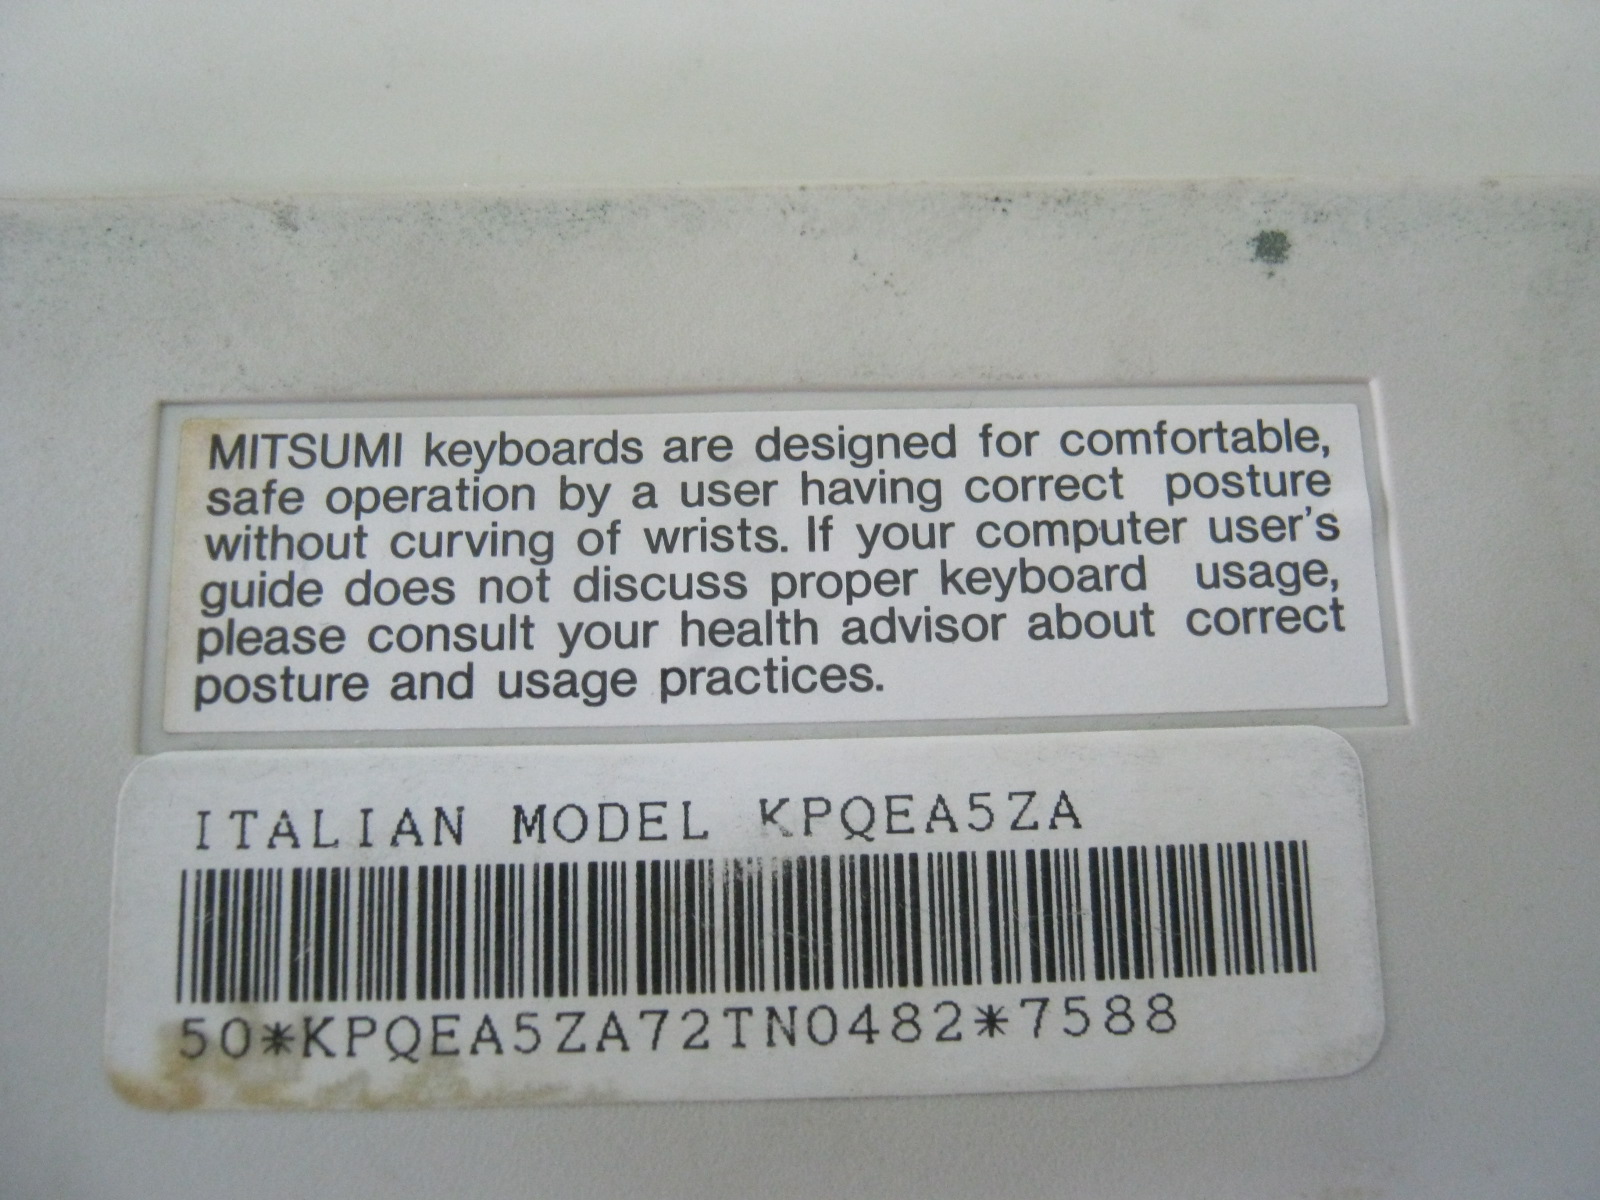 MITSUMI keyboards are designed for comfortable,
safe operation by a user having correct posture
without curving of wrists. If your computer user's
guide does not discuss proper keyboard usage,
please consult your health advisor about correct
posture and usage practices.
ITALIAN MODEL KPQEA5ZA
50*KPQEA5ZA72TN0482*7588